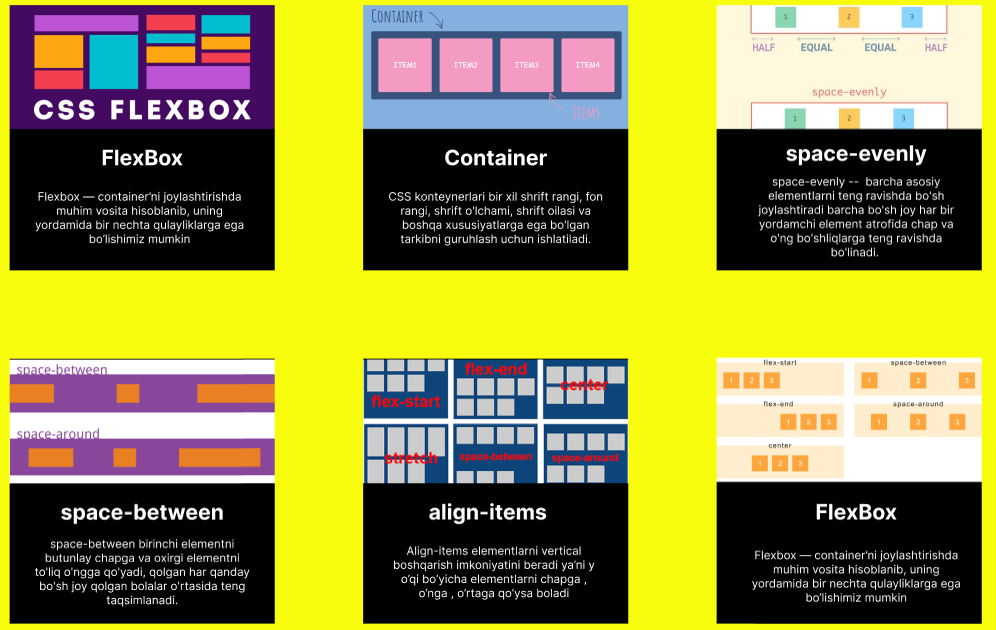 CSS FLEXBOX
FlexBox
Flexbox — container’ni joylashtirishda
muhim vosita hisoblanib, uning
yordamida bir nechta qulayliklarga ega
bo’lishimiz mumkin
CONTAINER
ITEM1 ITEM2 ITEM3 ITEM4
ITEMS
Container
CSS konteynerlari bir xil shrift rangi, fon
rangi, shrift o'lchami, shrift oilasi va
boshqa xususiyatlarga ega bo'lgan
tarkibni guruhlash uchun ishlatiladi.
1 2 3
HALF EQUAL EQUAL HALF
space-evenly
1 2 3
space-evenly
space-evenly -- barcha asosiy
elementlarni teng ravishda bo'sh
joylashtiradi barcha bo'sh joy har bir
yordamchi element atrofida chap va
o'ng bo'shliqlarga teng ravishda
bo'linadi.
space-between
space-around
space-between
space-between birinchi elementni
butunlay chapga va oxirgi elementni
to'liq o'ngga qo'yadi, qolgan har qanday
bo'sh joy qolgan bolalar o'rtasida teng
taqsimlanadi.
flex-start
flex-end
center
stretch
space-between
space-around
align-items
Align-items elementlarni vertical
boshqarish imkoniyatini beradi ya’ni y
o’qi bo’yicha elementlarni chapga ,
o’nga , o’rtaga qo’ysa boladi
flex-start
1 2 3
space-between
1 2 3
flex-end
1 2 3
space-around
1 2 3
center
1 2 3
FlexBox
Flexbox — container’ni joylashtirishda
muhim vosita hisoblanib, uning
yordamida bir nechta qulayliklarga ega
bo’lishimiz mumkin